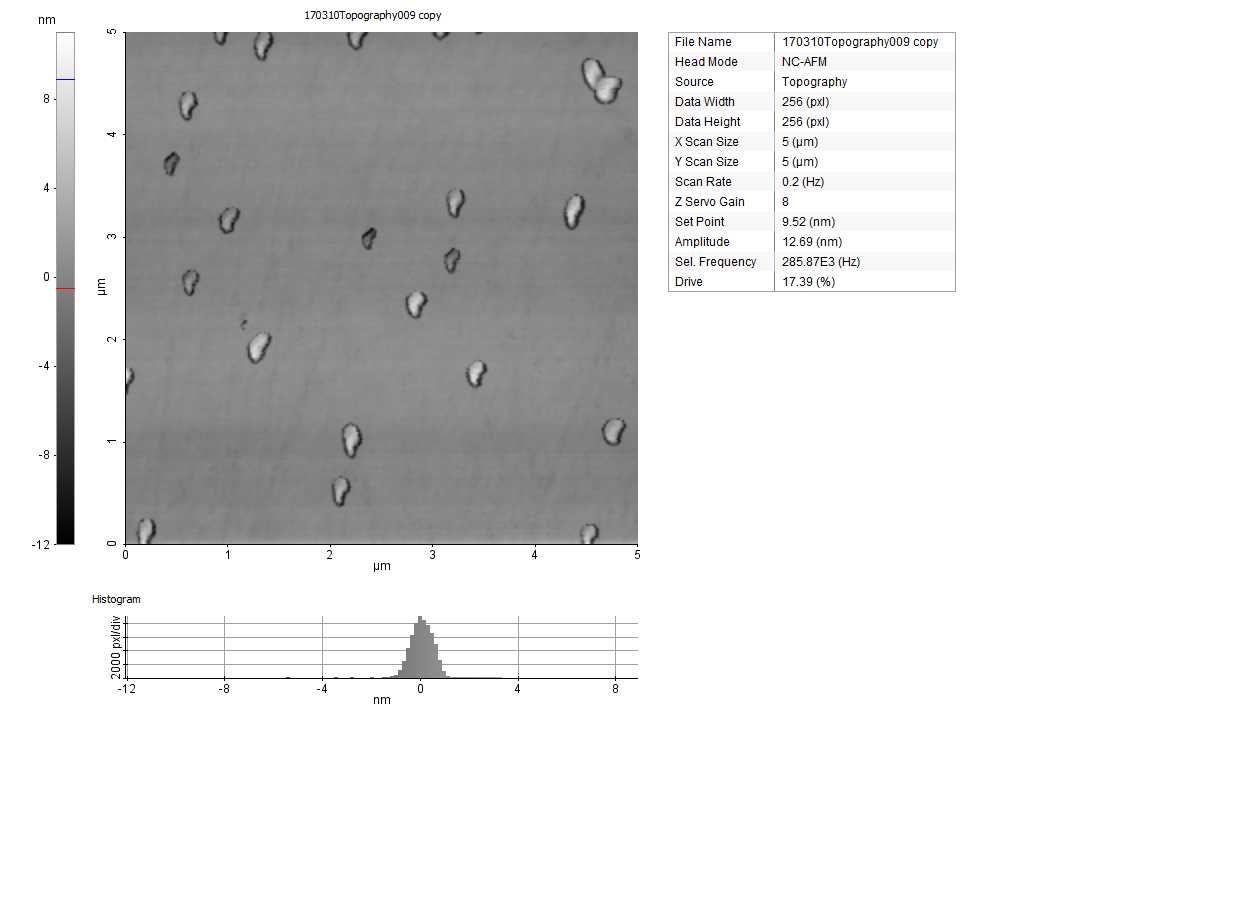 170310Topography009 copy
nm
8
4
0
-4
-8
-12
5
4
3
2
1
0
µm
0 1 2 3 4 5
µm
File Name 170310Topography009 copy
Head Mode NC-AFM
Source Topography
Data Width 256 (pxl)
Data Height 256 (pxl)
X Scan Size 5 (µm)
Y Scan Size 5 (µm)
Scan Rate 0.2 (Hz)
Z Servo Gain 8
Set Point 9.52 (nm)
Amplitude 12.69 (nm)
Sel. Frequency 285.87E3 (Hz)
Drive 17.39 (%)
Histogram
2000 pxl/div
-12 -8 -4 0 4 8
nm